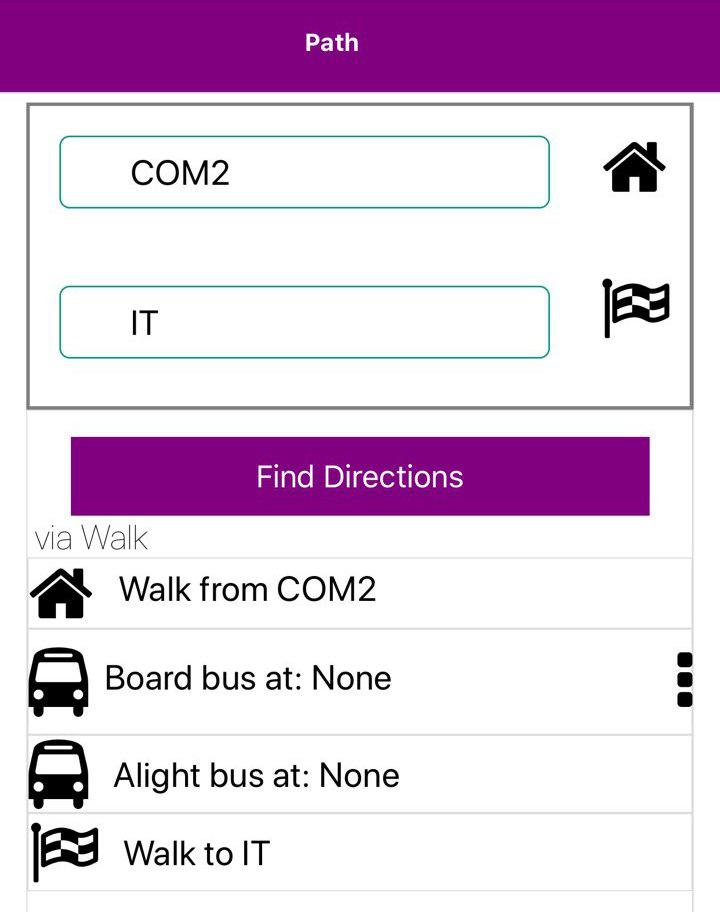 Path
COM2
IT
Find Directions
via Walk
Walk from COM2
Board bus at: None
Alight bus at: None
Walk to IT